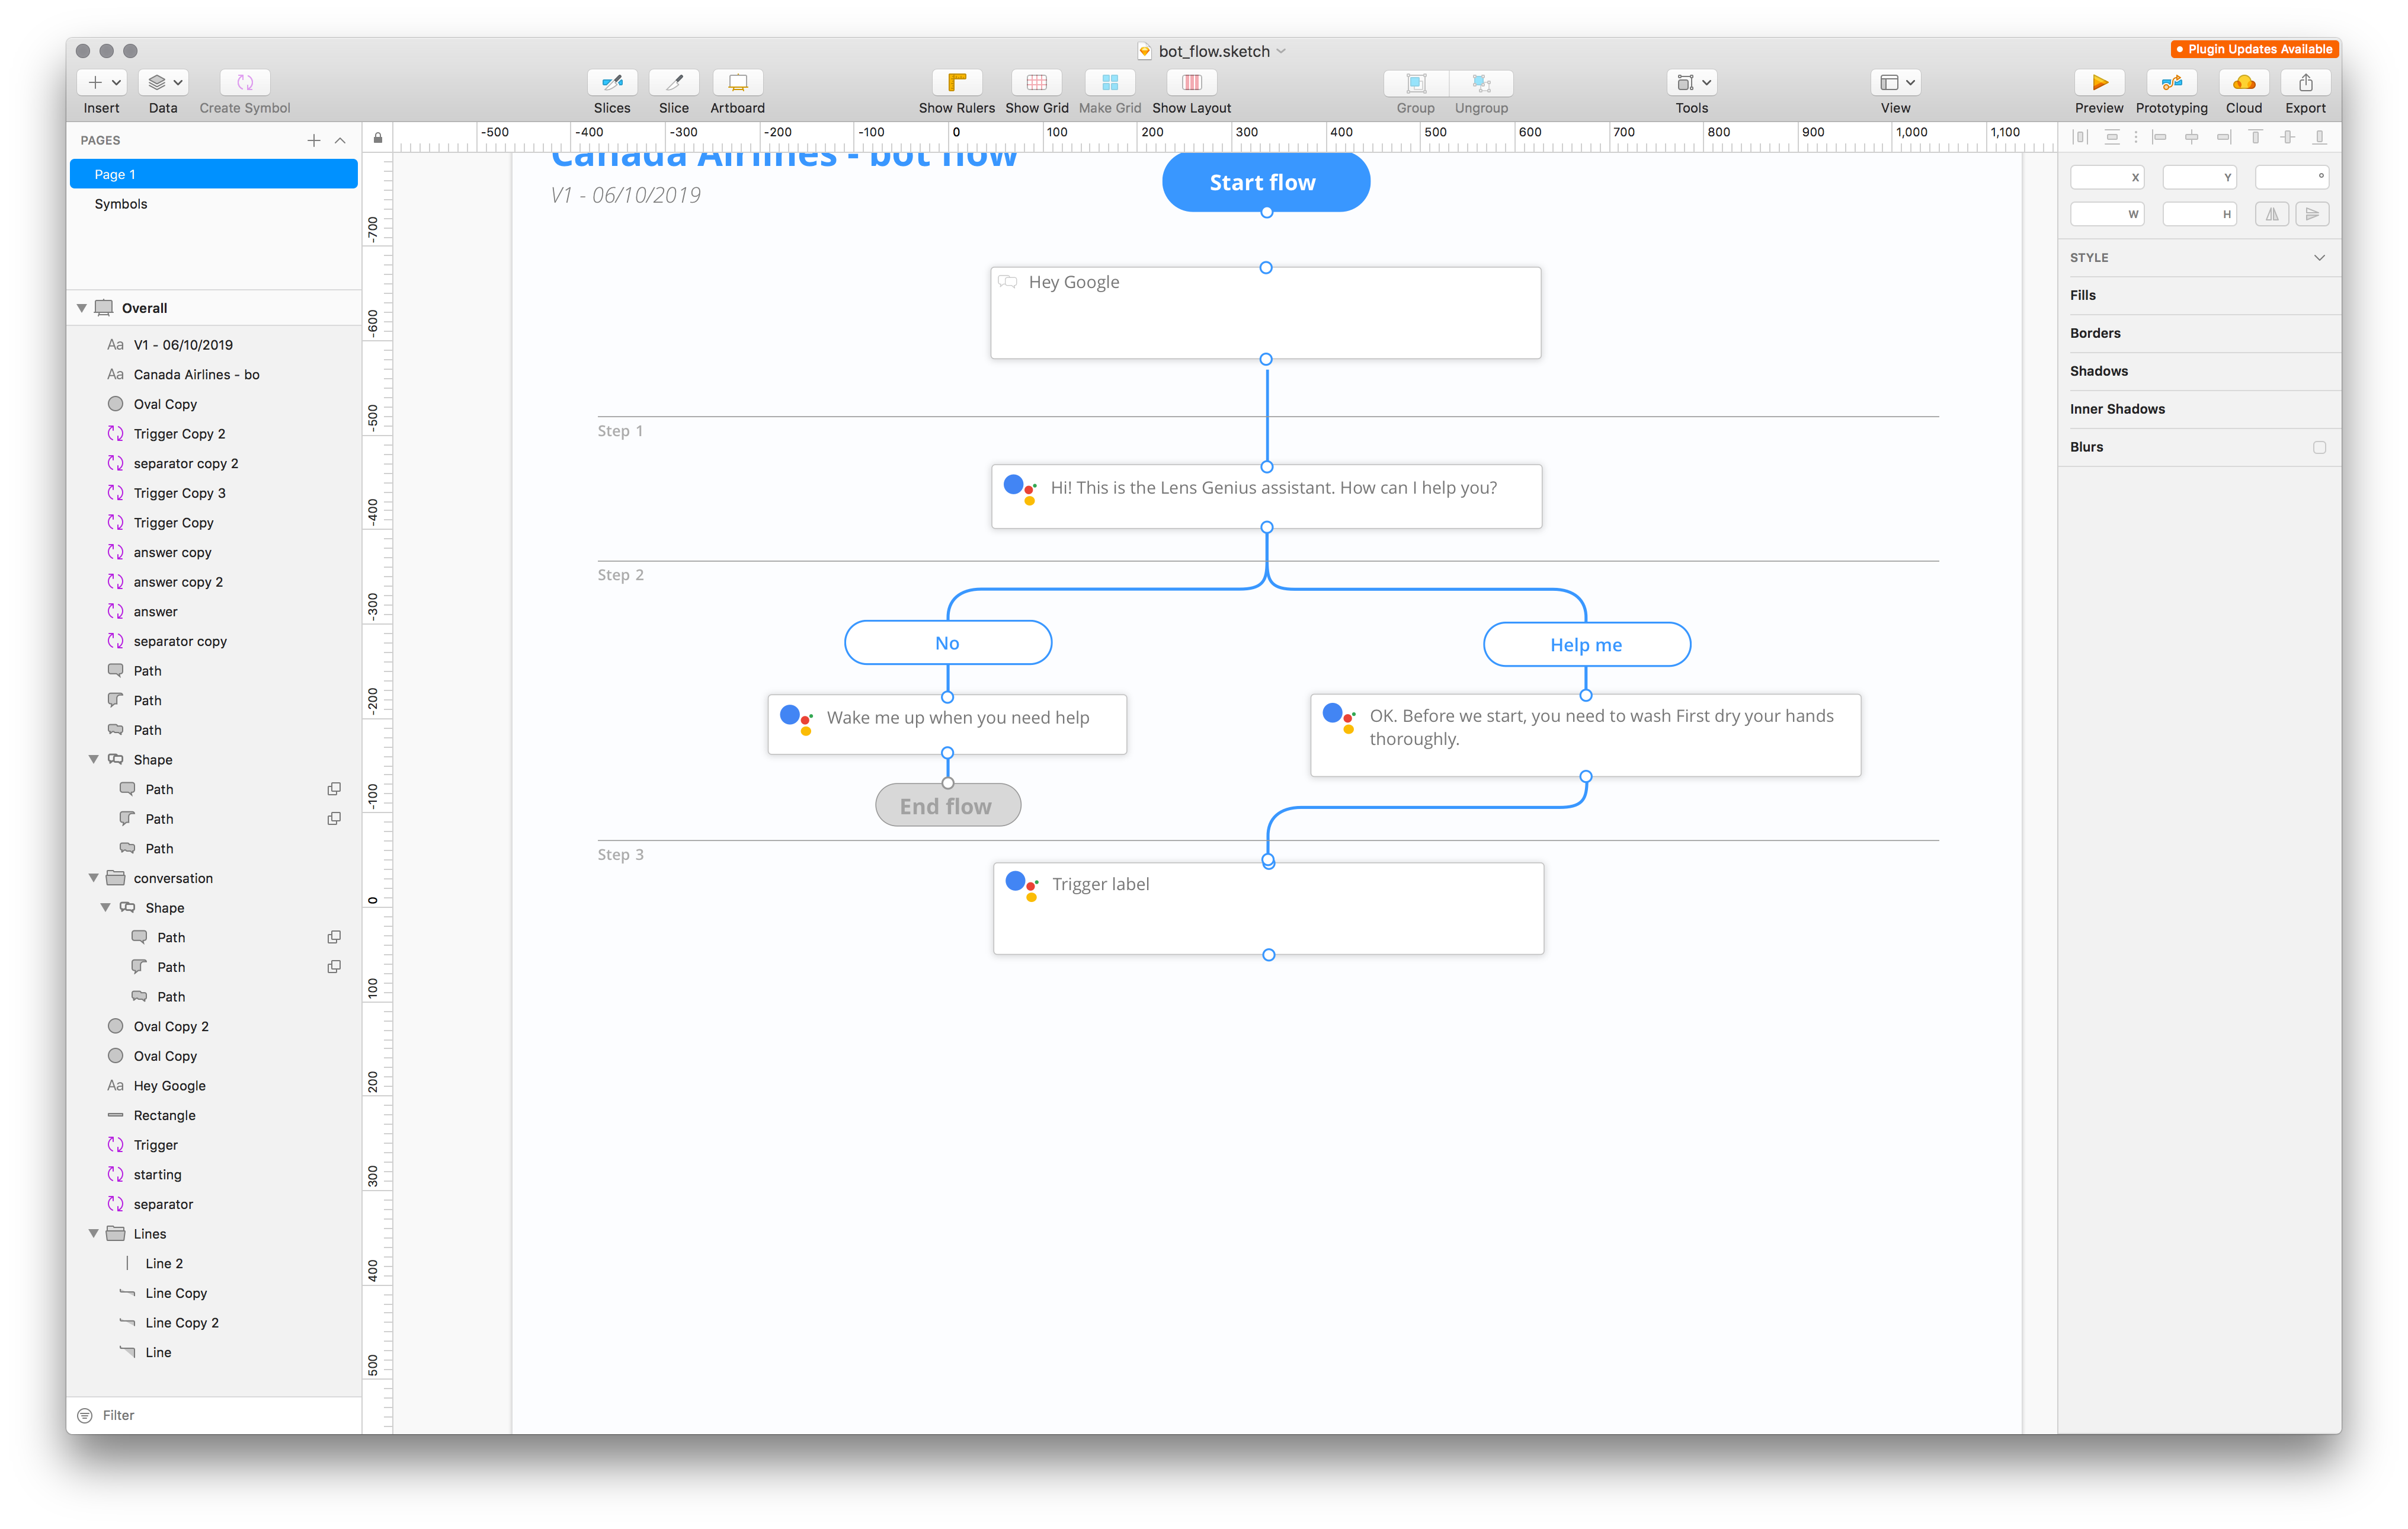 bot_flow.sketch
Plugin Updates Available
Insert
Data
Create Symbol
Slices
Slice
Artboard
Show Rulers
Show Grid
Make Grid
Show Layout
Group
Ungroup
Tools
View
Preview
Prototyping
Cloud
Export
PAGES
Page 1
Symbols
Overall
Aa V1 - 06/10/2019
Aa Canada Airlines - bo
Oval Copy
Trigger Copy 2
separator copy 2
Trigger Copy 3
Trigger Copy
answer copy
answer copy 2
answer
separator copy
Path
Path
Path
Shape
Path
Path
Path
conversation
Shape
Path
Path
Path
Oval Copy 2
Oval Copy
Aa Hey Google
Rectangle
Trigger
starting
separator
Lines
Line 2
Line Copy
Line Copy 2
Line
Filter
-500 -400 -300 -200 -100 0 100 200 300 400 500 600 700 800 900 1,000 1,100
-700
-600
-500
-400
-300
-200
-100
0
100
200
300
400
500
Canada Airlines - bot flow
V1 - 06/10/2019
Start flow
Hey Google
Step 1
Hi! This is the Lens Genius assistant. How can I help you?
Step 2
No
Help me
Wake me up when you need help
OK. Before we start, you need to wash First dry your hands
thoroughly.
End flow
Step 3
Trigger label
X
Y
°
W
H
STYLE
Fills
Borders
Shadows
Inner Shadows
Blurs